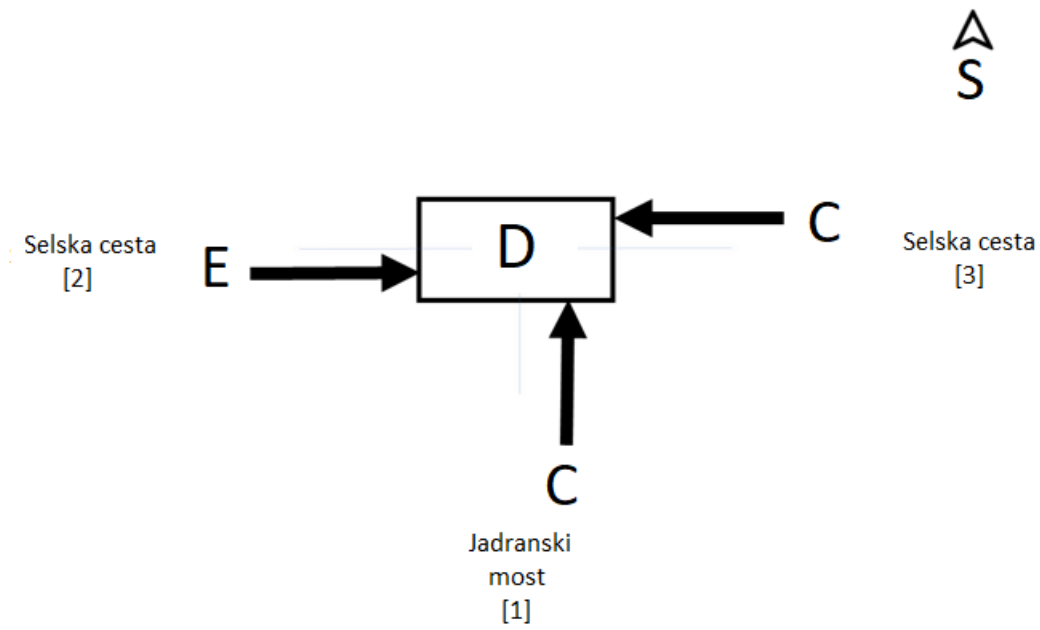 S
D
C
Selska cesta
[2]
E
Selska cesta
[3]
C
Jadranski
most
[1]